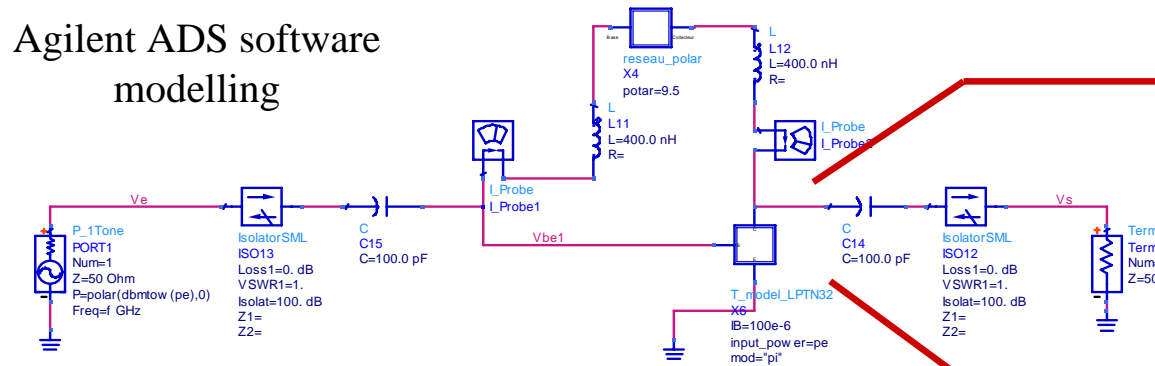 Agilent ADS software
modelling
Base
Collecteur
reseau_polar
X4
potar=9.5
L
L12
L=400.0 nH
R=
L
L11
L=400.0 nH
R=
I_Probe
I_Probe1
I_Probe
Ve
P_1Tone
PORT1
Num=1
Z=50 Ohm
P=polar(dbmtow (pe),0)
Freq=f GHz
IsolatorSML
ISO13
Loss1=0. dB
VSWR1=1.
Isolat=100. dB
Z1=
Z2=
C
C15
C=100.0 pF
Vbe1
T_model_LPTN32
X6
IB=100e-6
input_pow er=pe
mod="pi"
C
C14
C=100.0 pF
IsolatorSML
ISO12
Loss1=0. dB
VSWR1=1.
Isolat=100. dB
Z1=
Z2=
Vs
Term
Term
Num=
Z=50